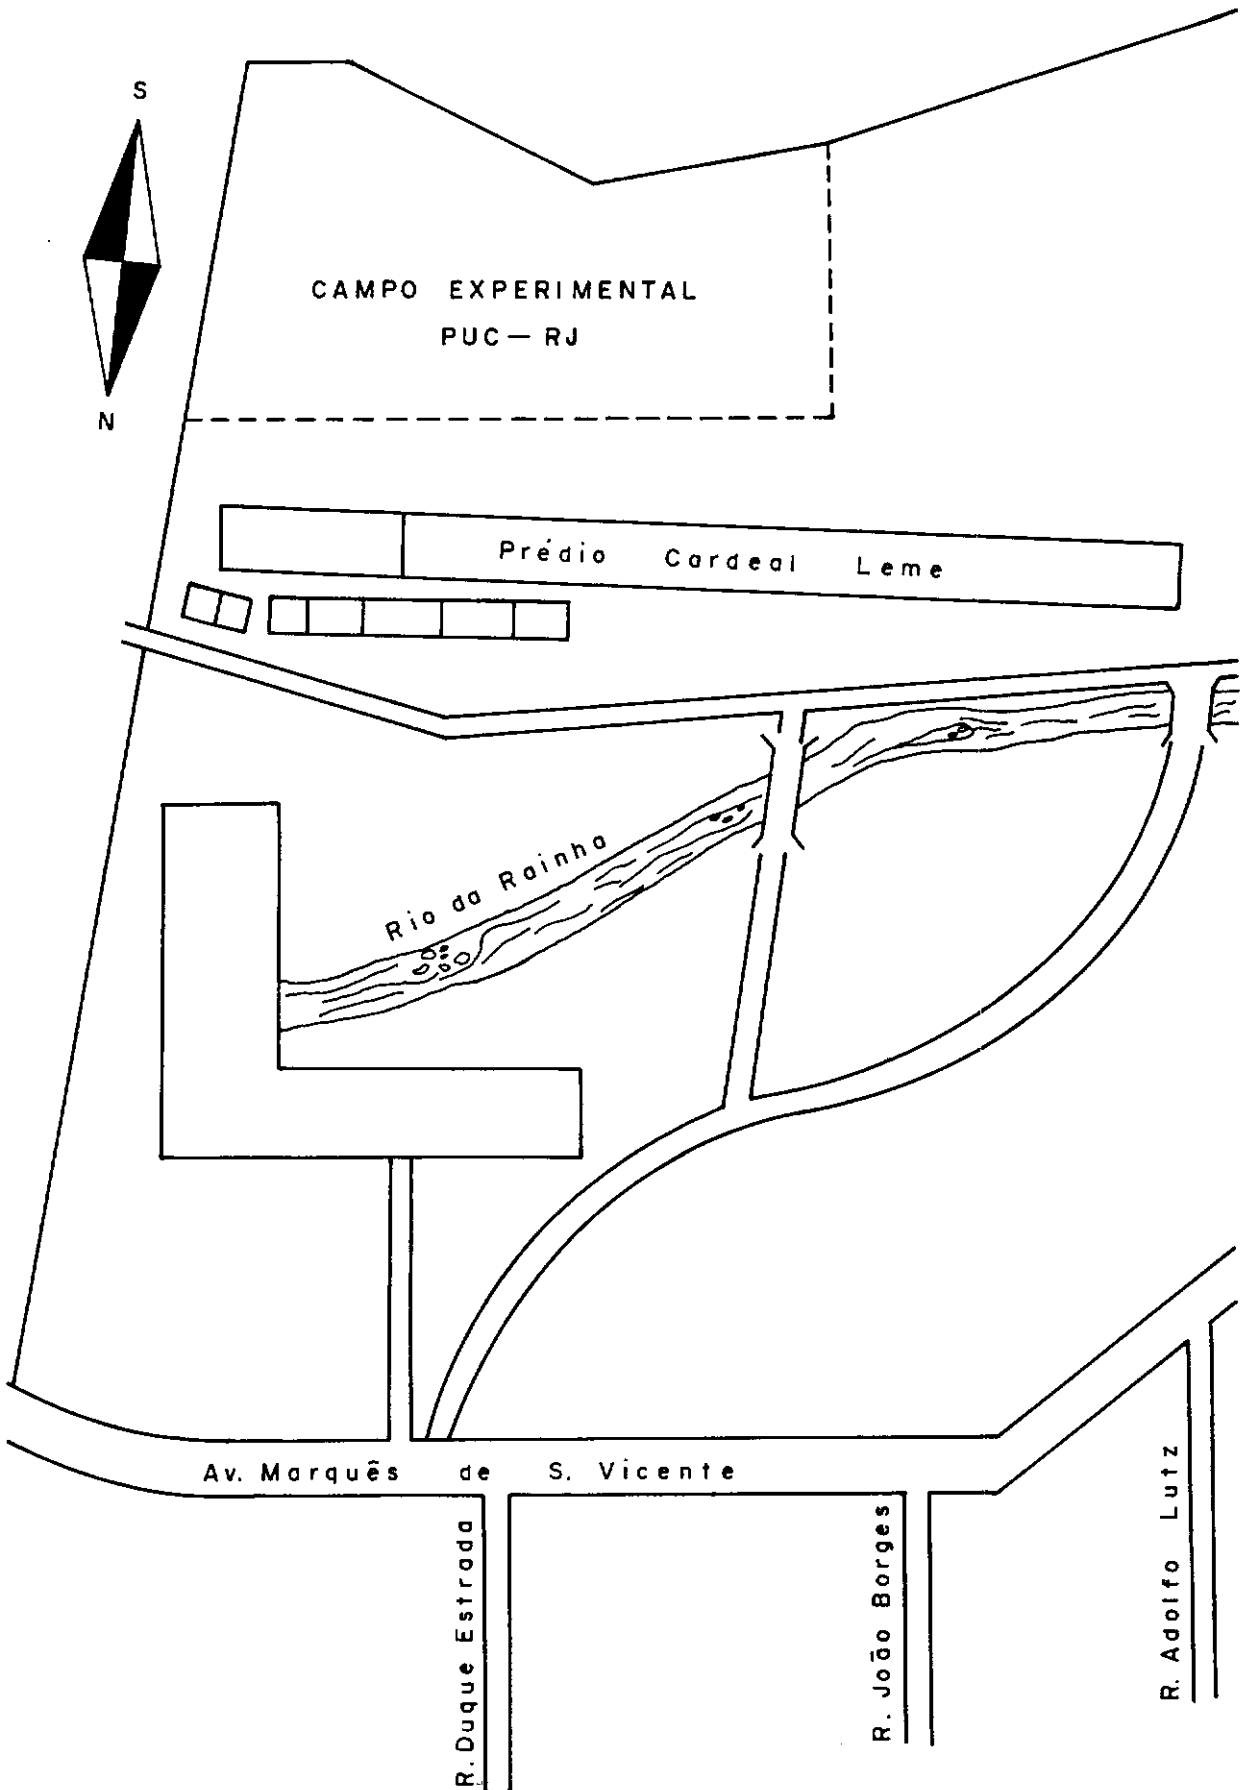 S
N
CAMPO EXPERIMENTAL
PUC — RJ
Prédio Cardeal Leme
Rio da Rainha
Av. Marquês de S. Vicente
R. Duque Estrada
R. João Borges
R. Adolfo Lutz